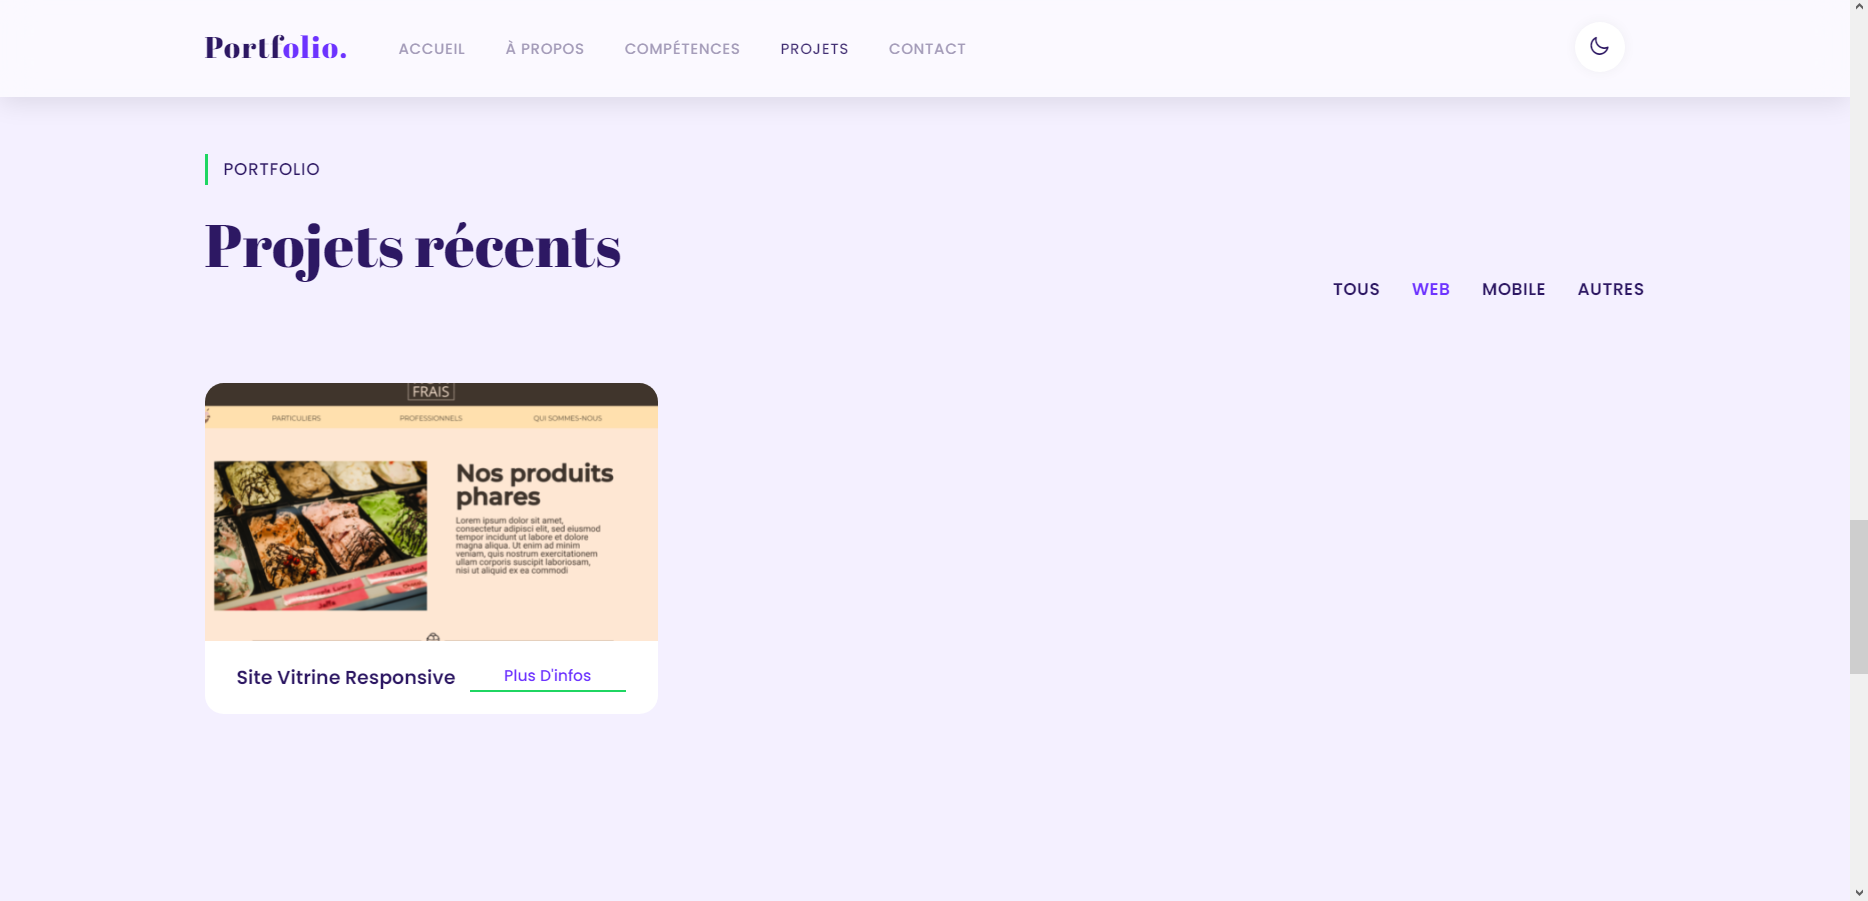 Portfolio.
ACCUEIL
À PROPOS
COMPÉTENCES
PROJETS
CONTACT
PORTFOLIO
Projets récents
TOUS
WEB
MOBILE
AUTRES
FRAIS
PARTICULIERS
PROFESSIONNELS
QUI SOMMES-NOUS
Nos produits
phares
Lorem ipsum dolor sit amet,
consectetur adipisci elit, sed eiusmod
tempor incidunt ut labore et dolore
magna aliqua. Ut enim ad minim
veniam, quis nostrum exercitationem
ullam corporis suscipit laboriosam,
nisi ut aliquid ex ea commodi
Site Vitrine Responsive
Plus D'infos